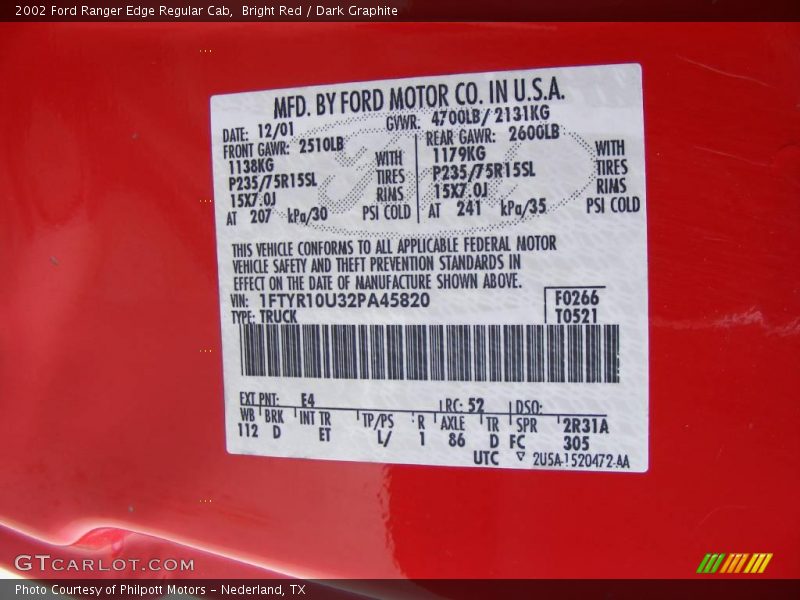 2002 Ford Ranger Edge Regular Cab,  Bright Red / Dark Graphite
MFD. BY FORD MOTOR CO. IN U.S.A.
DATE: 12/01 GVWR: 4700LB/ 2131KG
FRONT GAWR: 2510LB REAR GAWR: 2600LB
1138KG WITH 1179KG WITH
P235/75R15SL TIRES P235/75R15SL TIRES
15X7.0J RIMS 15X7.0J RIMS
AT 207 kPa/30 PSI COLD AT 241 kPa/35 PSI COLD
THIS VEHICLE CONFORMS TO ALL APPLICABLE FEDERAL MOTOR
VEHICLE SAFETY AND THEFT PREVENTION STANDARDS IN
EFFECT ON THE DATE OF MANUFACTURE SHOWN ABOVE.
VIN: 1FTYR10U32PA45820 F0266
TYPE: TRUCK T0521
EXT PNT: E4 RC: 52 DSO:
WB BRK INT TR TP/PS R AXLE TR SPR 2R31A
112 D ET L/ 1 86 D FC 305
UTC 2U5A-1520472-AA
GTCARLOT.COM
Photo Courtesy of Philpott Motors - Nederland, TX